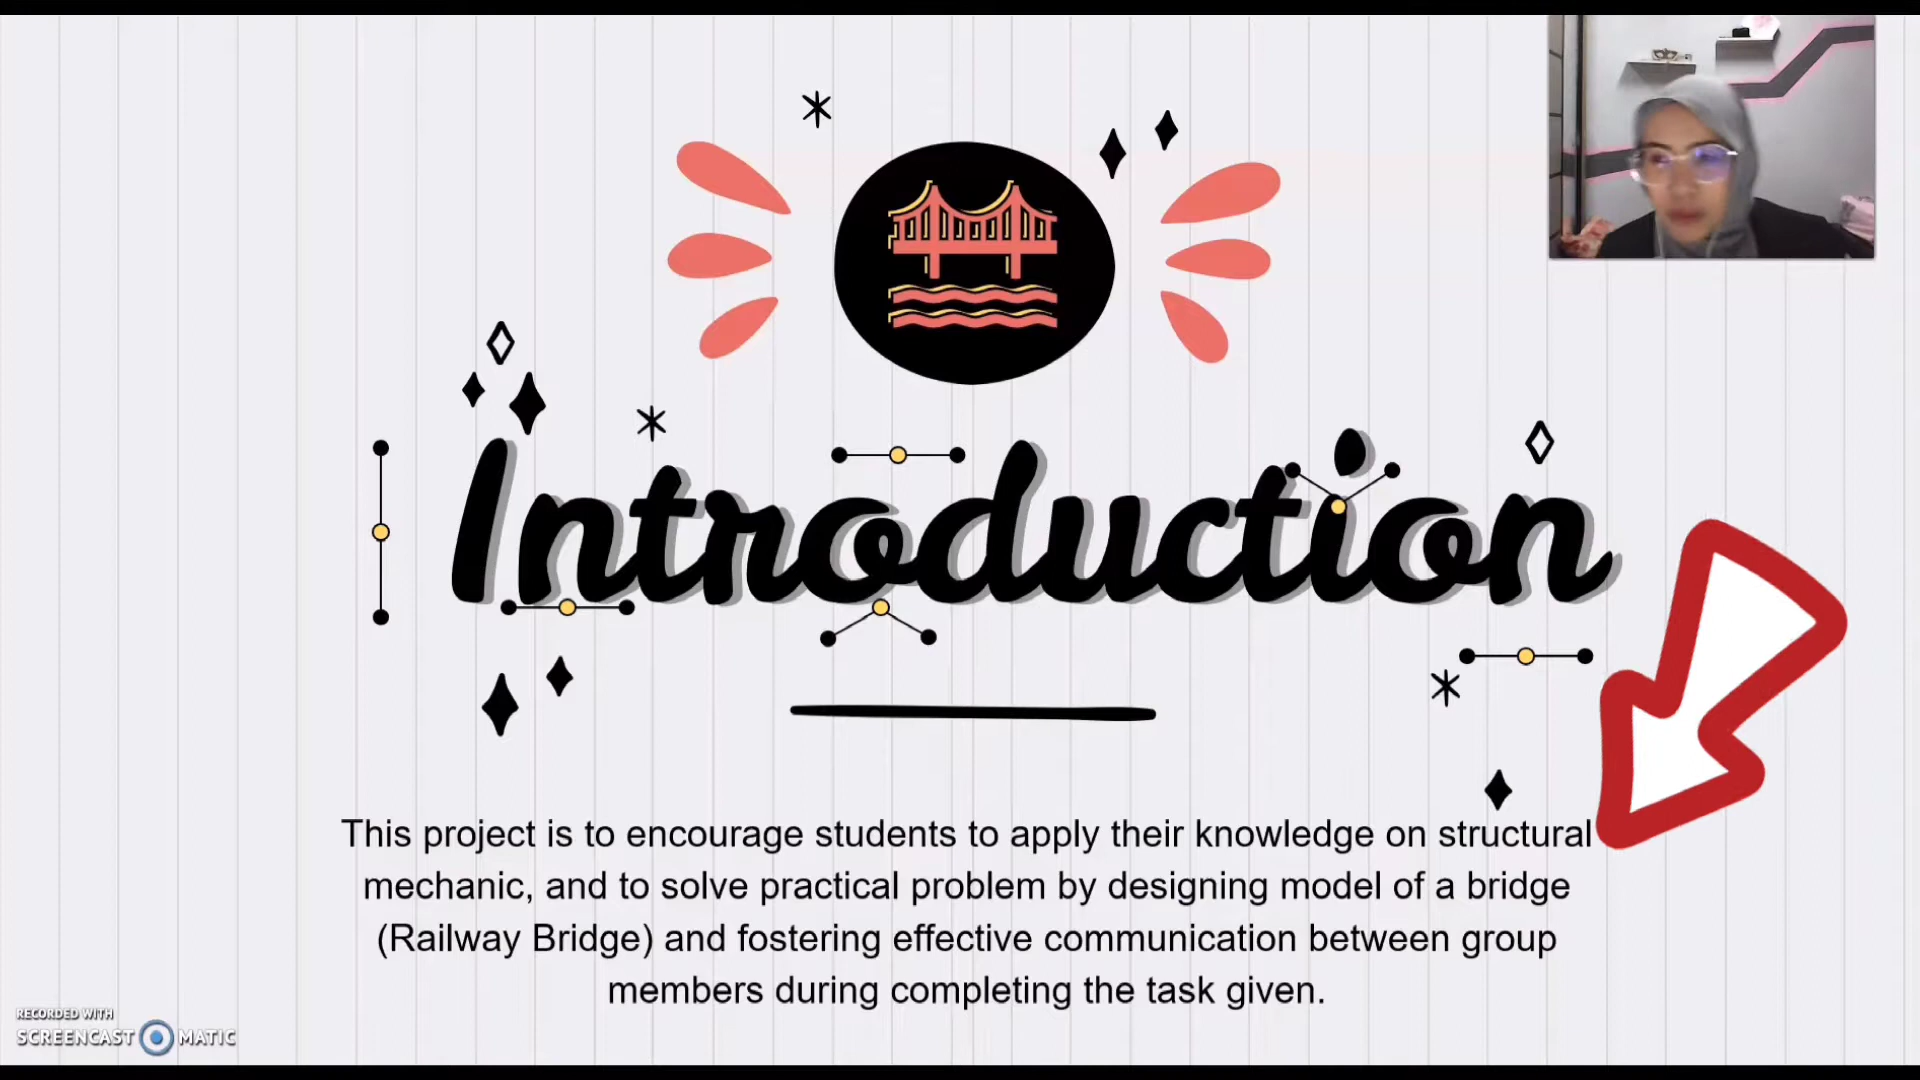 Introduction
This project is to encourage students to apply their knowledge on structural
mechanic, and to solve practical problem by designing model of a bridge
(Railway Bridge) and fostering effective communication between group
members during completing the task given.
RECORDED WITH
SCREENCAST MATIC